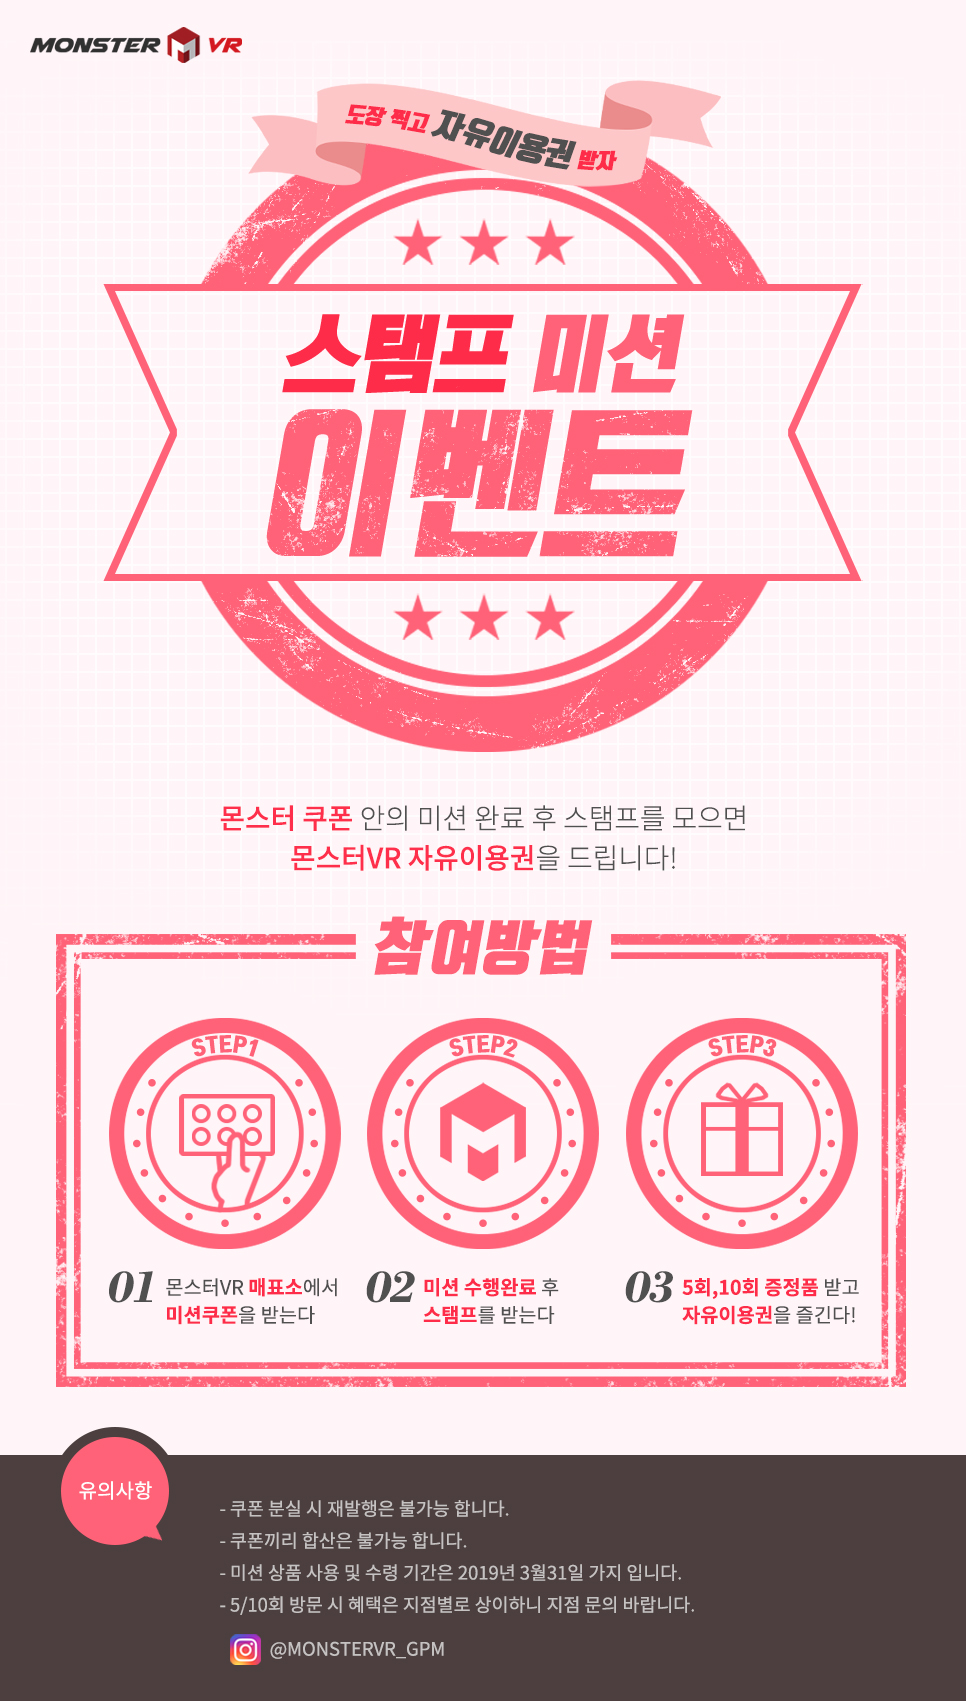 MONSTER VR
도장 찍고 자유이용권 받자
스탬프 미션
이벤트
몬스터 쿠폰 안의 미션 완료 후 스탬프를 모으면
몬스터VR 자유이용권을 드립니다!
참여방법
STEP1
STEP2
STEP3
01 몬스터VR 매표소에서
미션쿠폰을 받는다
02 미션 수행완료 후
스탬프를 받는다
03 5회,10회 증정품 받고
자유이용권을 즐긴다!
유의사항
- 쿠폰 분실 시 재발행은 불가능 합니다.
- 쿠폰끼리 합산은 불가능 합니다.
- 미션 상품 사용 및 수령 기간은 2019년 3월31일 가지 입니다.
- 5/10회 방문 시 혜택은 지점별로 상이하니 지점 문의 바랍니다.
@MONSTERVR_GPM